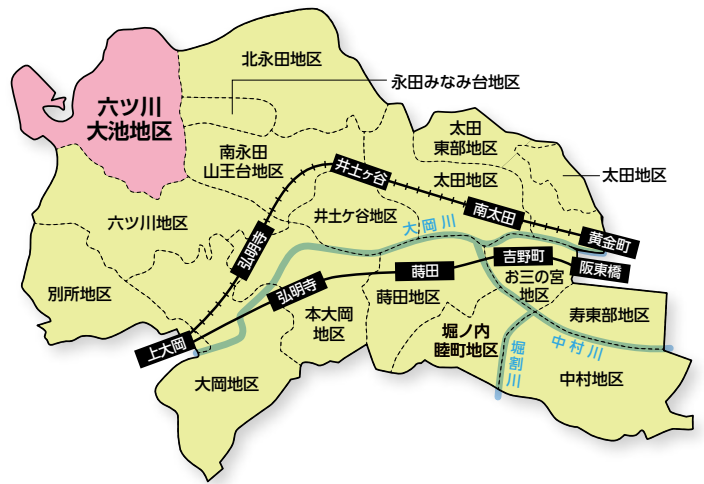 北永田地区
永田みなみ台地区
六ツ川
大池地区
南永田
山王台地区
太田
東部地区
太田地区
太田地区
井土ヶ谷
六ツ川地区
井土ケ谷地区
大岡川
南太田
黄金町
弘明寺
吉野町
阪東橋
別所地区
弘明寺
蒔田
お三の宮
地区
蒔田地区
本大岡
地区
寿東部地区
上大岡
堀ノ内
睦町地区
堀割川
中村川
大岡地区
中村地区